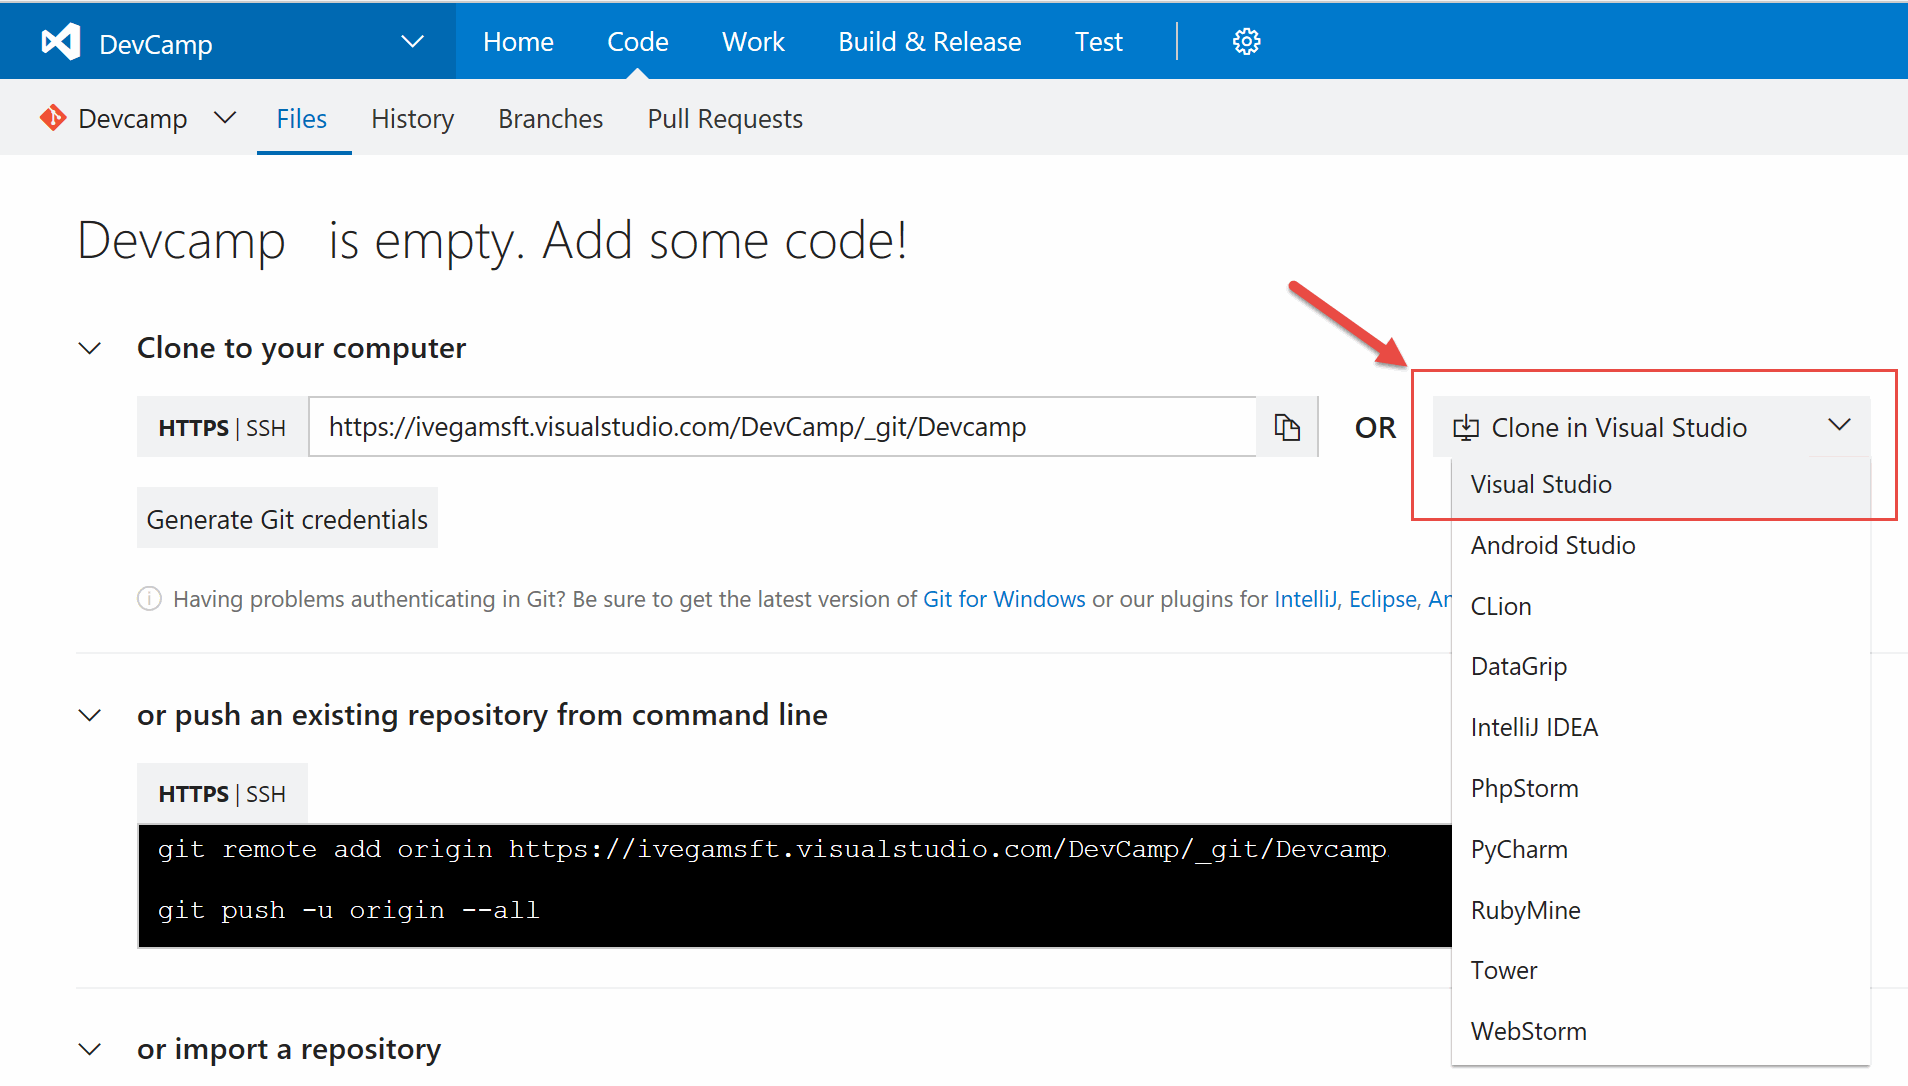 DevCamp Home Code Work Build & Release Test
Devcamp Files History Branches Pull Requests
Devcamp is empty. Add some code!
Clone to your computer
HTTPS | SSH https://ivegamsft.visualstudio.com/DevCamp/_git/Devcamp OR Clone in Visual Studio
Visual Studio
Generate Git credentials
Android Studio
Having problems authenticating in Git? Be sure to get the latest version of Git for Windows or our plugins for IntelliJ, Eclipse, An
CLion
DataGrip
or push an existing repository from command line
IntelliJ IDEA
HTTPS | SSH
PhpStorm
git remote add origin https://ivegamsft.visualstudio.com/DevCamp/_git/Devcamp
PyCharm
git push -u origin --all
RubyMine
Tower
WebStorm
or import a repository